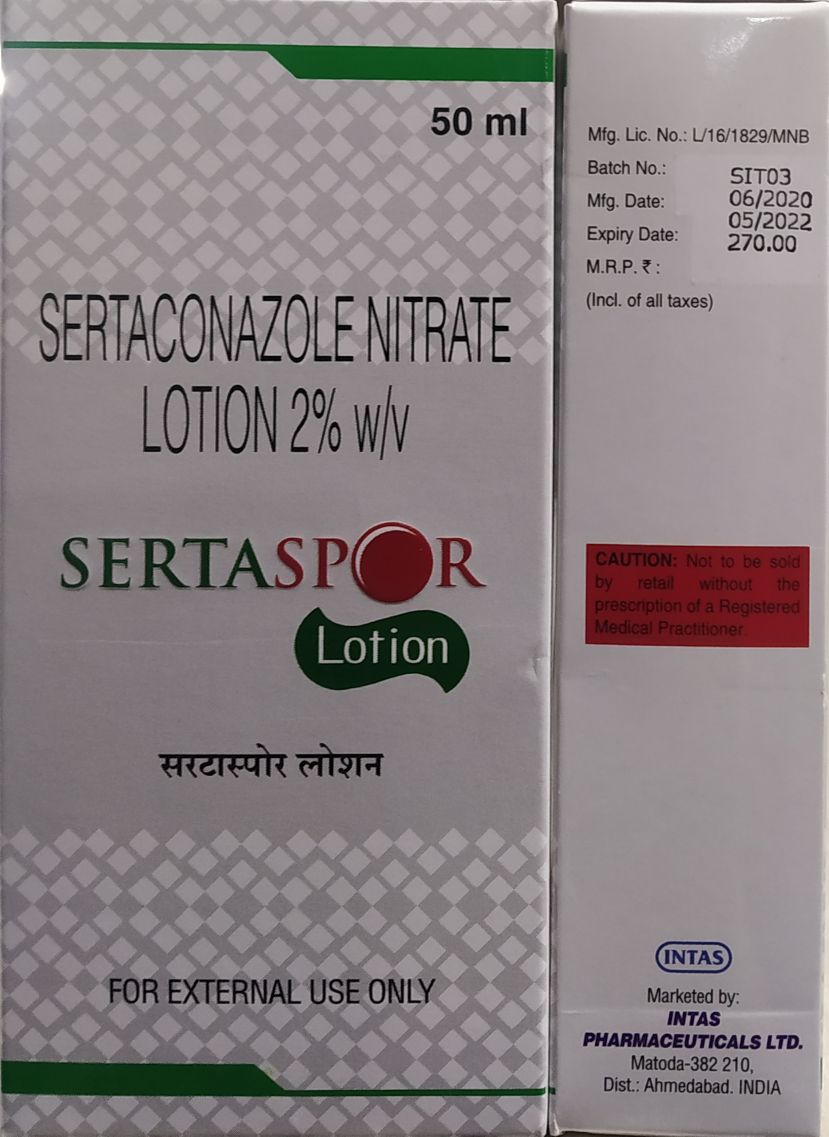 50 ml
SERTACONAZOLE NITRATE
LOTION 2% w/v
SERTASPOR
Lotion
सरटास्पोर लोशन
FOR EXTERNAL USE ONLY
Mfg. Lic. No.: L/16/1829/MNB
Batch No.: SIT03
Mfg. Date: 06/2020
Expiry Date: 05/2022
M.R.P. ₹ : 270.00
(Incl. of all taxes)
CAUTION: Not to be sold
by retail without the
prescription of a Registered
Medical Practitioner.
INTAS
Marketed by:
INTAS
PHARMACEUTICALS LTD.
Matoda-382 210,
Dist.: Ahmedabad. INDIA